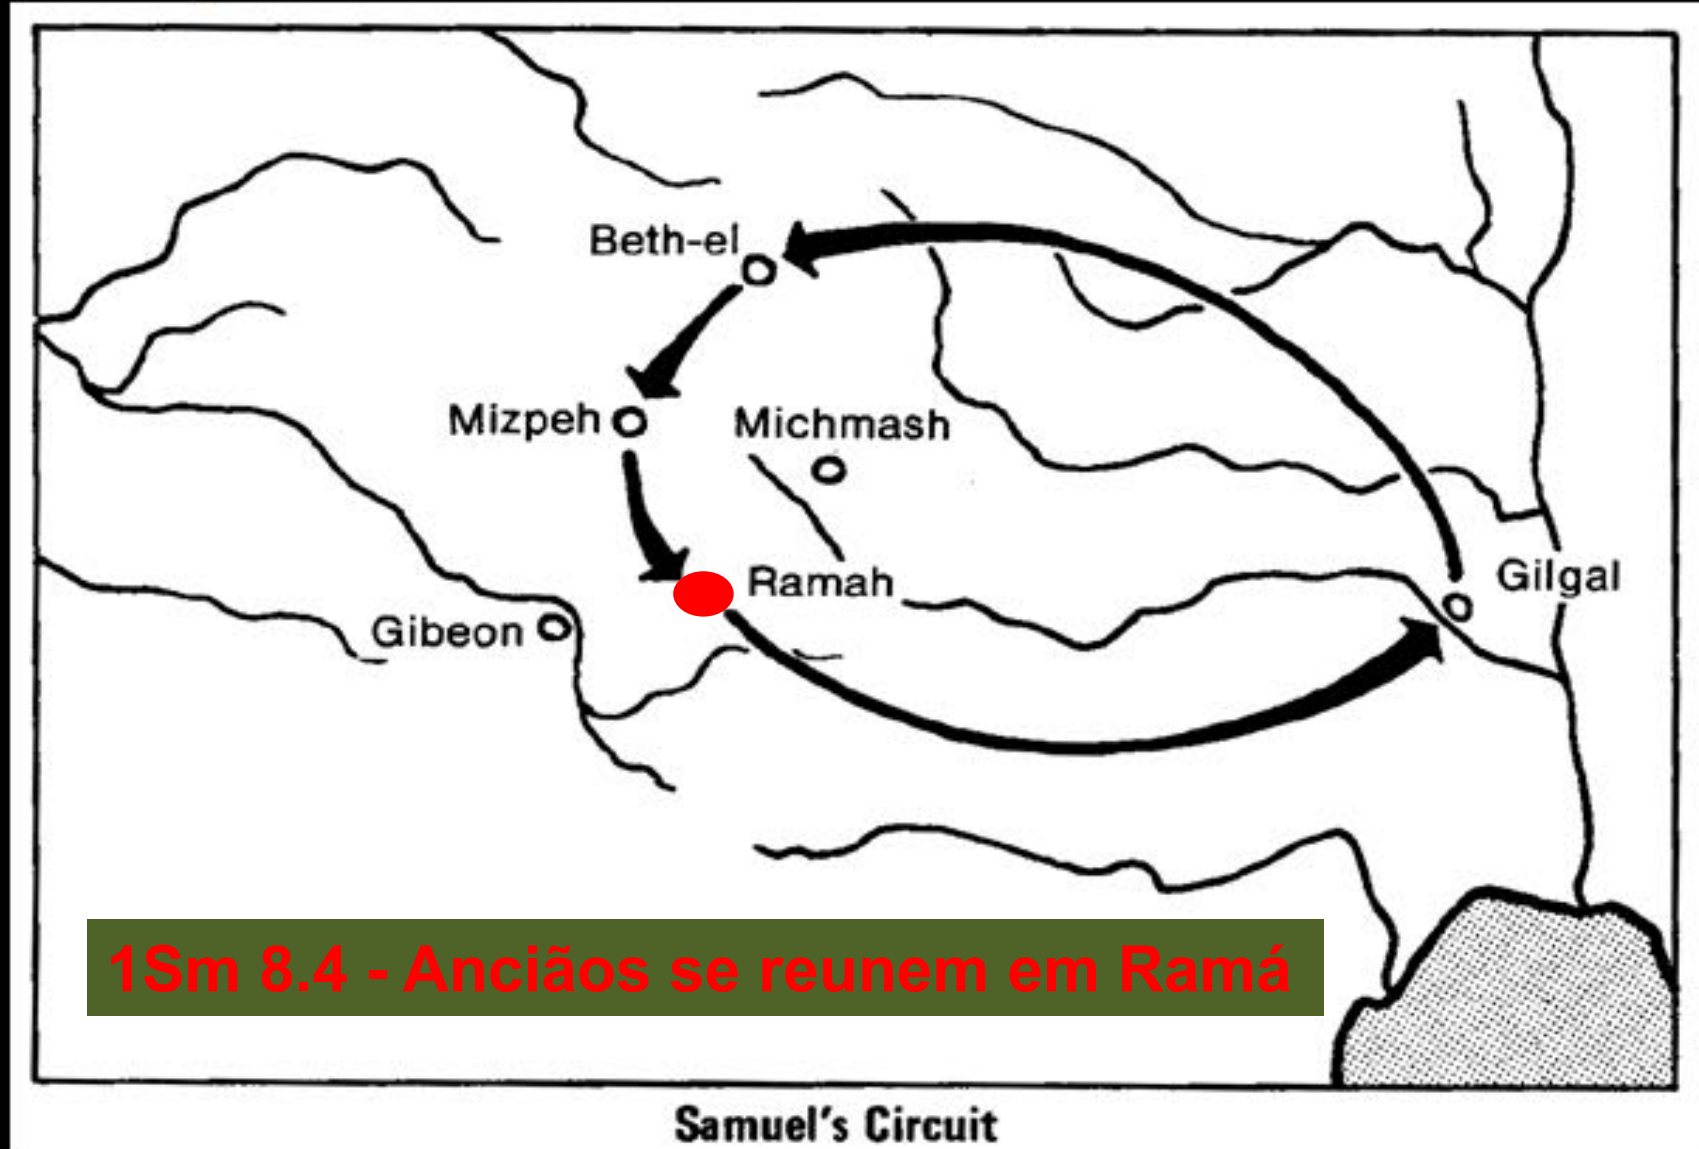 Beth-el
Mizpeh
Michmash
Ramah
Gilgal
Gibeon
1Sm 8.4 - Anciãos se reunem em Ramá
Samuel's Circuit